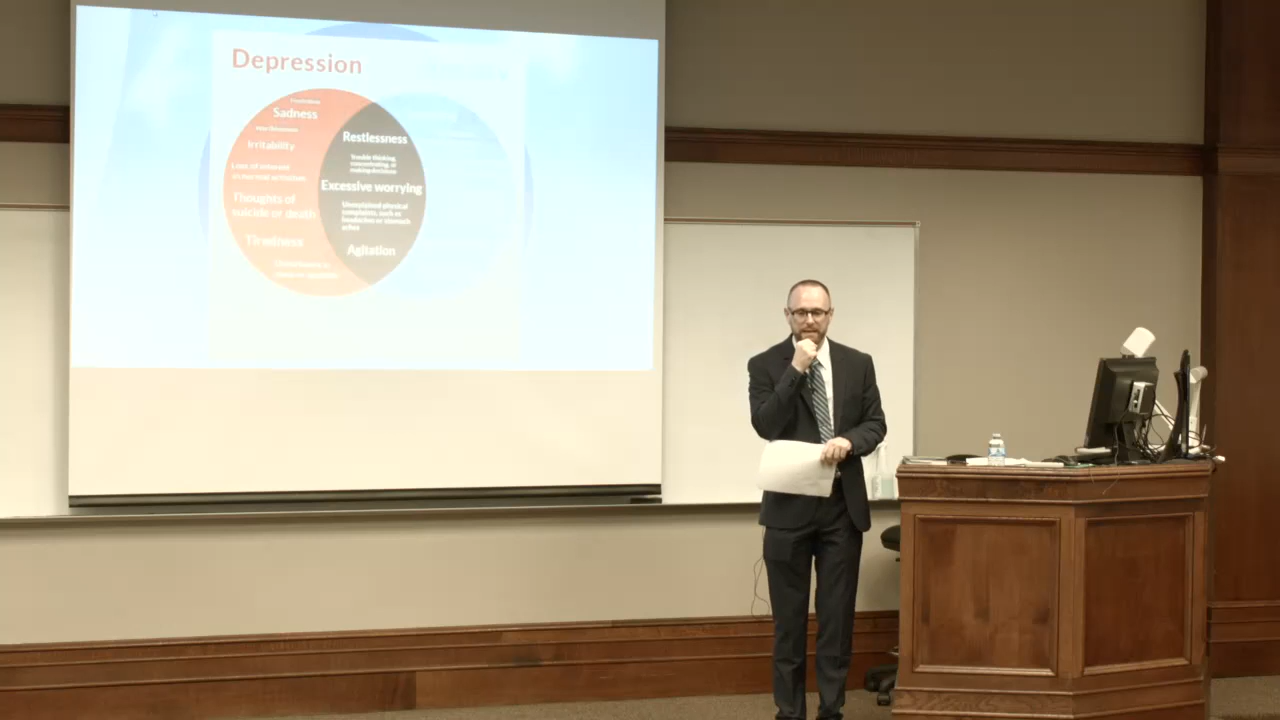 Depression
Sadness
Irritability
Loss of interest
in normal activities
Thoughts of
suicide or death
Tiredness
Restlessness
Trouble thinking,
concentrating, or
making decisions
Excessive worrying
Unexplained physical
complaints, such as
headaches or stomach
aches
Agitation